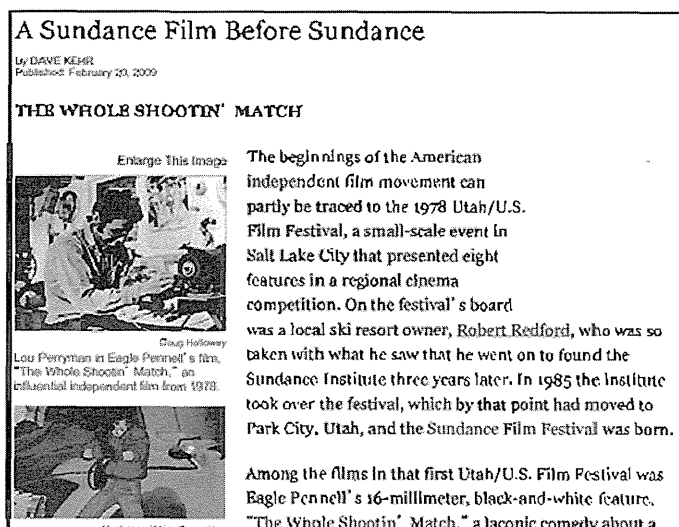 A Sundance Film Before Sundance
By DAVE KEHR
Published: February 20, 2009
THE WHOLE SHOOTIN' MATCH
Enlarge This Image
Doug Holloway
Lou Perryman in Eagle Pennell's film,
"The Whole Shootin' Match," an
influential independent film from 1978.
The beginnings of the American
independent film movement can
partly be traced to the 1978 Utah/U.S.
Film Festival, a small-scale event in
Salt Lake City that presented eight
features in a regional cinema
competition. On the festival's board
was a local ski resort owner, Robert Redford, who was so
taken with what he saw that he went on to found the
Sundance Institute three years later. In 1985 the institute
took over the festival, which by that point had moved to
Park City, Utah, and the Sundance Film Festival was born.
Among the films in that first Utah/U.S. Film Festival was
Eagle Pennell's 16-millimeter, black-and-white feature,
"The Whole Shootin' Match," a laconic comedy about a